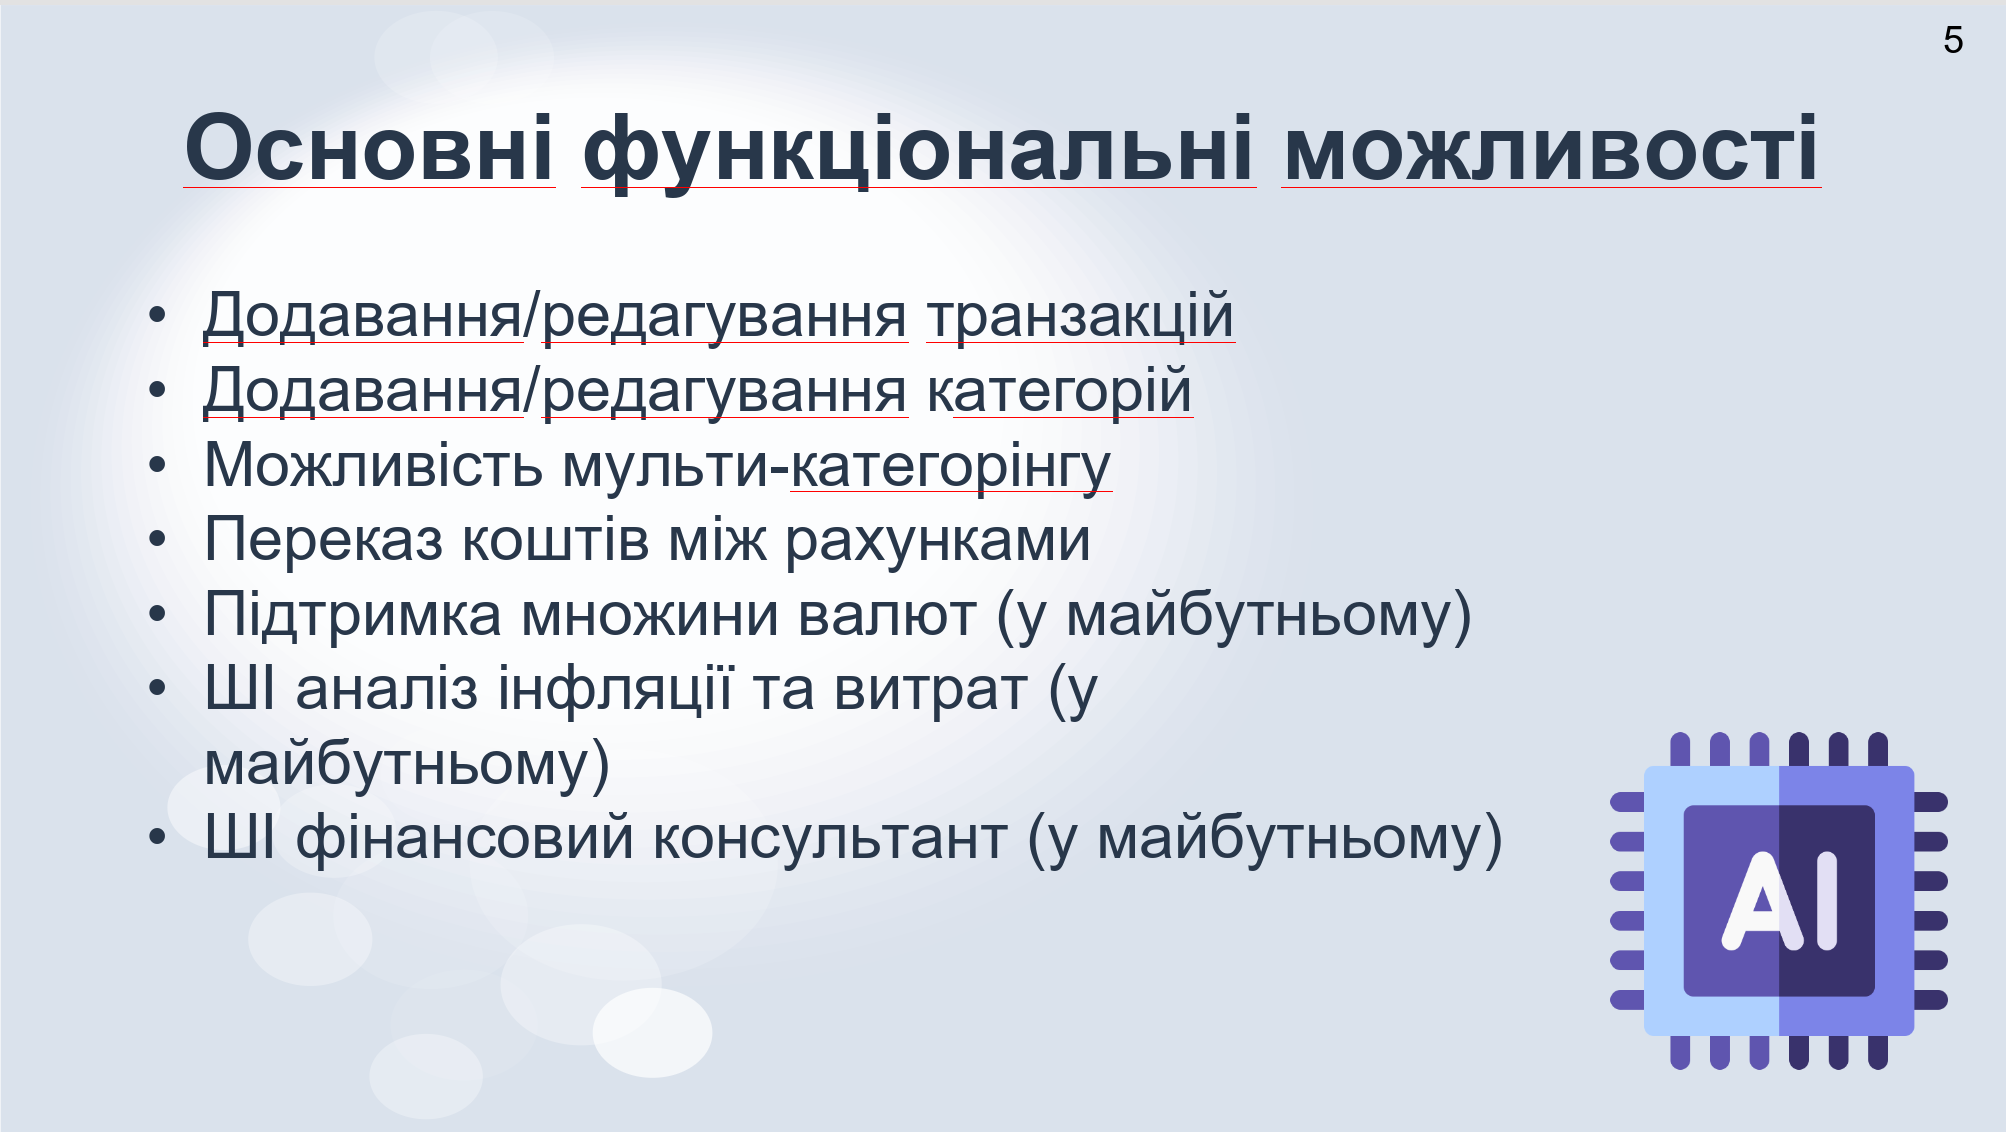 5
Основні функціональні можливості
• Додавання/редагування транзакцій
• Додавання/редагування категорій
• Можливість мульти-категорінгу
• Переказ коштів між рахунками
• Підтримка множини валют (у майбутньому)
• ШІ аналіз інфляції та витрат (у
майбутньому)
• ШІ фінансовий консультант (у майбутньому)
AI